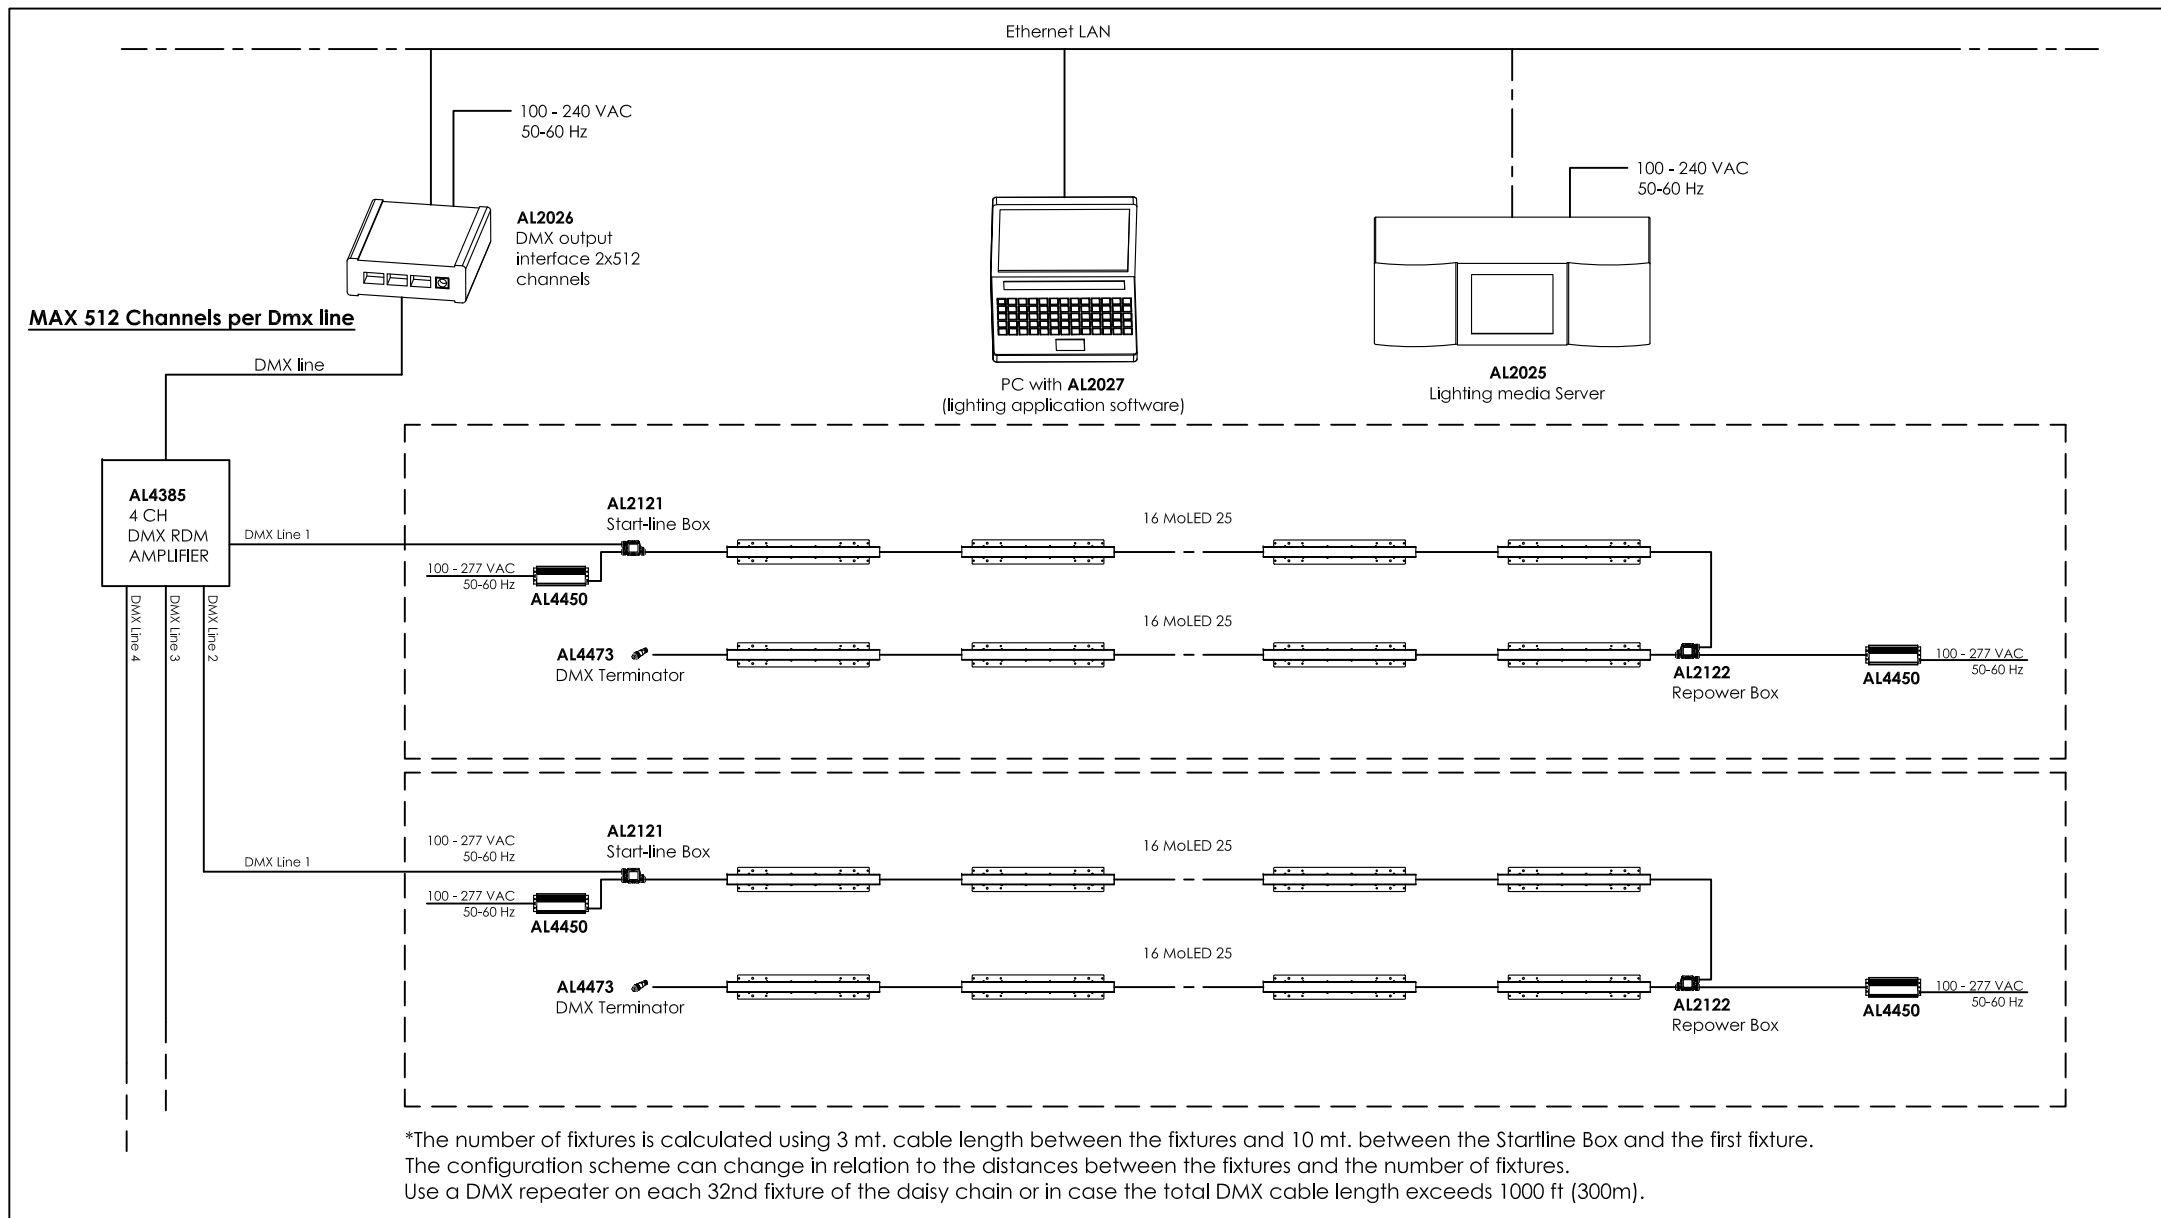 Ethernet LAN
100 - 240 VAC
50-60 Hz
100 - 240 VAC
50-60 Hz
AL2026
DMX output
interface 2x512
channels
MAX 512 Channels per Dmx line
DMX line
PC with AL2027
(lighting application software)
AL2025
Lighting media Server
AL4385
4 CH
DMX RDM
AMPLIFIER
DMX Line 1
DMX Line 4
DMX Line 3
DMX Line 2
AL2121
Start-line Box
16 MoLED 25
100 - 277 VAC
50-60 Hz
AL4450
16 MoLED 25
AL4473
DMX Terminator
AL2122
Repower Box
AL4450
100 - 277 VAC
50-60 Hz
DMX Line 1
100 - 277 VAC
50-60 Hz
AL2121
Start-line Box
16 MoLED 25
100 - 277 VAC
50-60 Hz
AL4450
16 MoLED 25
AL4473
DMX Terminator
AL2122
Repower Box
AL4450
100 - 277 VAC
50-60 Hz
*The number of fixtures is calculated using 3 mt. cable length between the fixtures and 10 mt. between the Startline Box and the first fixture.
The configuration scheme can change in relation to the distances between the fixtures and the number of fixtures.
Use a DMX repeater on each 32nd fixture of the daisy chain or in case the total DMX cable length exceeds 1000 ft (300m).